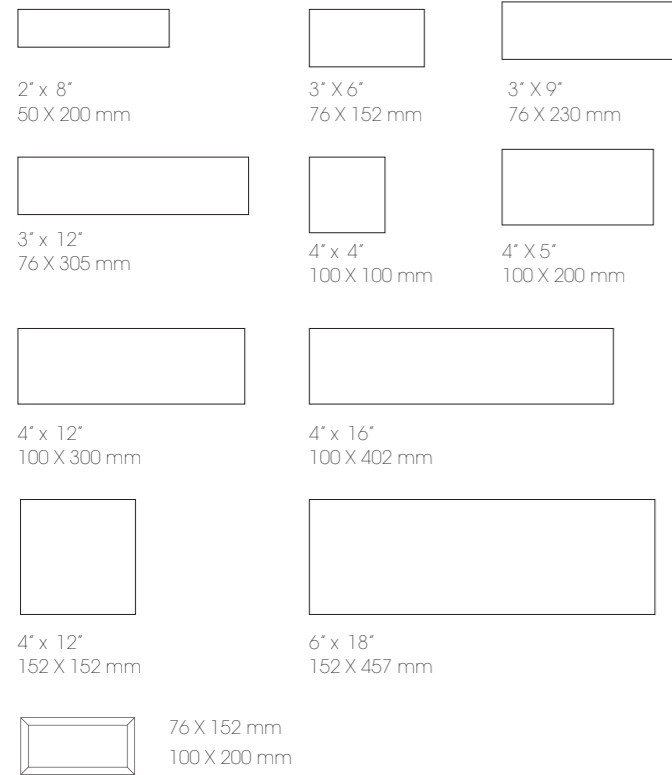 2” x 8”
50 X 200 mm
3” X 6”
76 X 152 mm
3” X 9”
76 X 230 mm
3” x 12”
76 X 305 mm
4” x 4”
100 X 100 mm
4” X 5”
100 X 200 mm
4” x 12”
100 X 300 mm
4” x 16”
100 X 402 mm
4” x 12”
152 X 152 mm
6” x 18”
152 X 457 mm
76 X 152 mm
100 X 200 mm